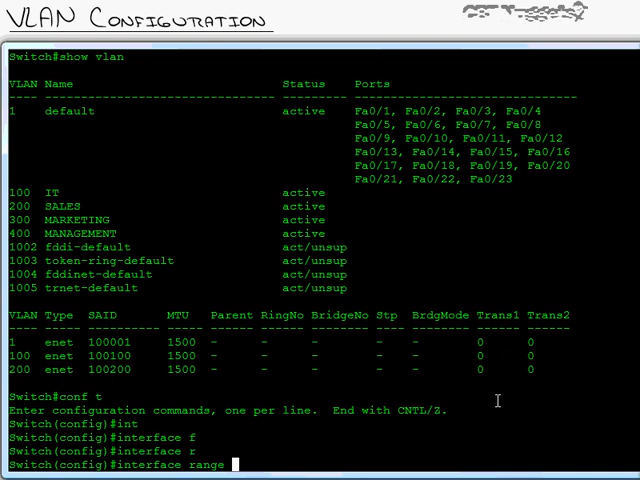 VLAN CONFIGURATION
Switch#show vlan
VLAN Name Status Ports
---- -------------------------------- --------- -------------------------------
1 default active Fa0/1, Fa0/2, Fa0/3, Fa0/4
Fa0/5, Fa0/6, Fa0/7, Fa0/8
Fa0/9, Fa0/10, Fa0/11, Fa0/12
Fa0/13, Fa0/14, Fa0/15, Fa0/16
Fa0/17, Fa0/18, Fa0/19, Fa0/20
Fa0/21, Fa0/22, Fa0/23
100 IT active
200 SALES active
300 MARKETING active
400 MANAGEMENT active
1002 fddi-default act/unsup
1003 token-ring-default act/unsup
1004 fddinet-default act/unsup
1005 trnet-default act/unsup
VLAN Type SAID MTU Parent RingNo BridgeNo Stp BrdgMode Trans1 Trans2
---- ----- ---------- ----- ------ ------ -------- ---- -------- ------ ------
1 enet 100001 1500 - - - - - 0 0
100 enet 100100 1500 - - - - - 0 0
200 enet 100200 1500 - - - - - 0 0
Switch#conf t
Enter configuration commands, one per line. End with CNTL/Z.
Switch(config)#int
Switch(config)#interface f
Switch(config)#interface r
Switch(config)#interface range